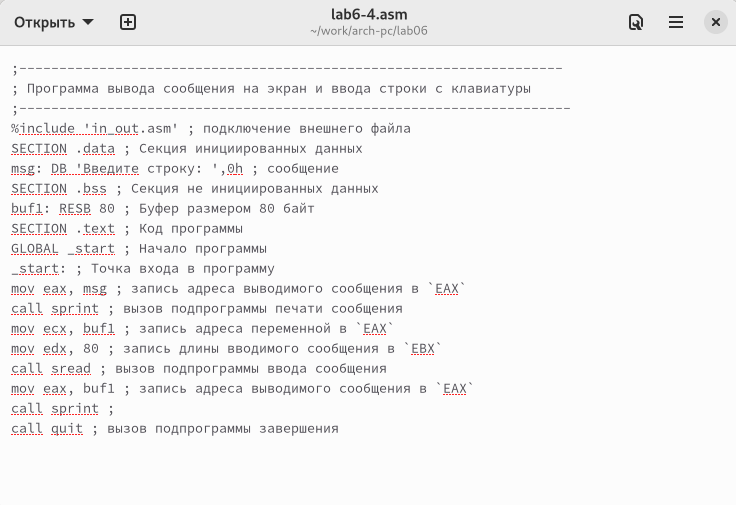 Открыть
lab6-4.asm
~/work/arch-pc/lab06
;--------------------------------------------------------------------
; Программа вывода сообщения на экран и ввода строки с клавиатуры
;---------------------------------------------------------------------
%include 'in_out.asm' ; подключение внешнего файла
SECTION .data ; Секция инициированных данных
msg: DB 'Введите строку: ',0h ; сообщение
SECTION .bss ; Секция не инициированных данных
buf1: RESB 80 ; Буфер размером 80 байт
SECTION .text ; Код программы
GLOBAL _start ; Начало программы
_start: ; Точка входа в программу
mov eax, msg ; запись адреса выводимого сообщения в `EAX`
call sprint ; вызов подпрограммы печати сообщения
mov ecx, buf1 ; запись адреса переменной в `EAX`
mov edx, 80 ; запись длины вводимого сообщения в `EBX`
call sread ; вызов подпрограммы ввода сообщения
mov eax, buf1 ; запись адреса выводимого сообщения в `EAX`
call sprint ;
call quit ; вызов подпрограммы завершения